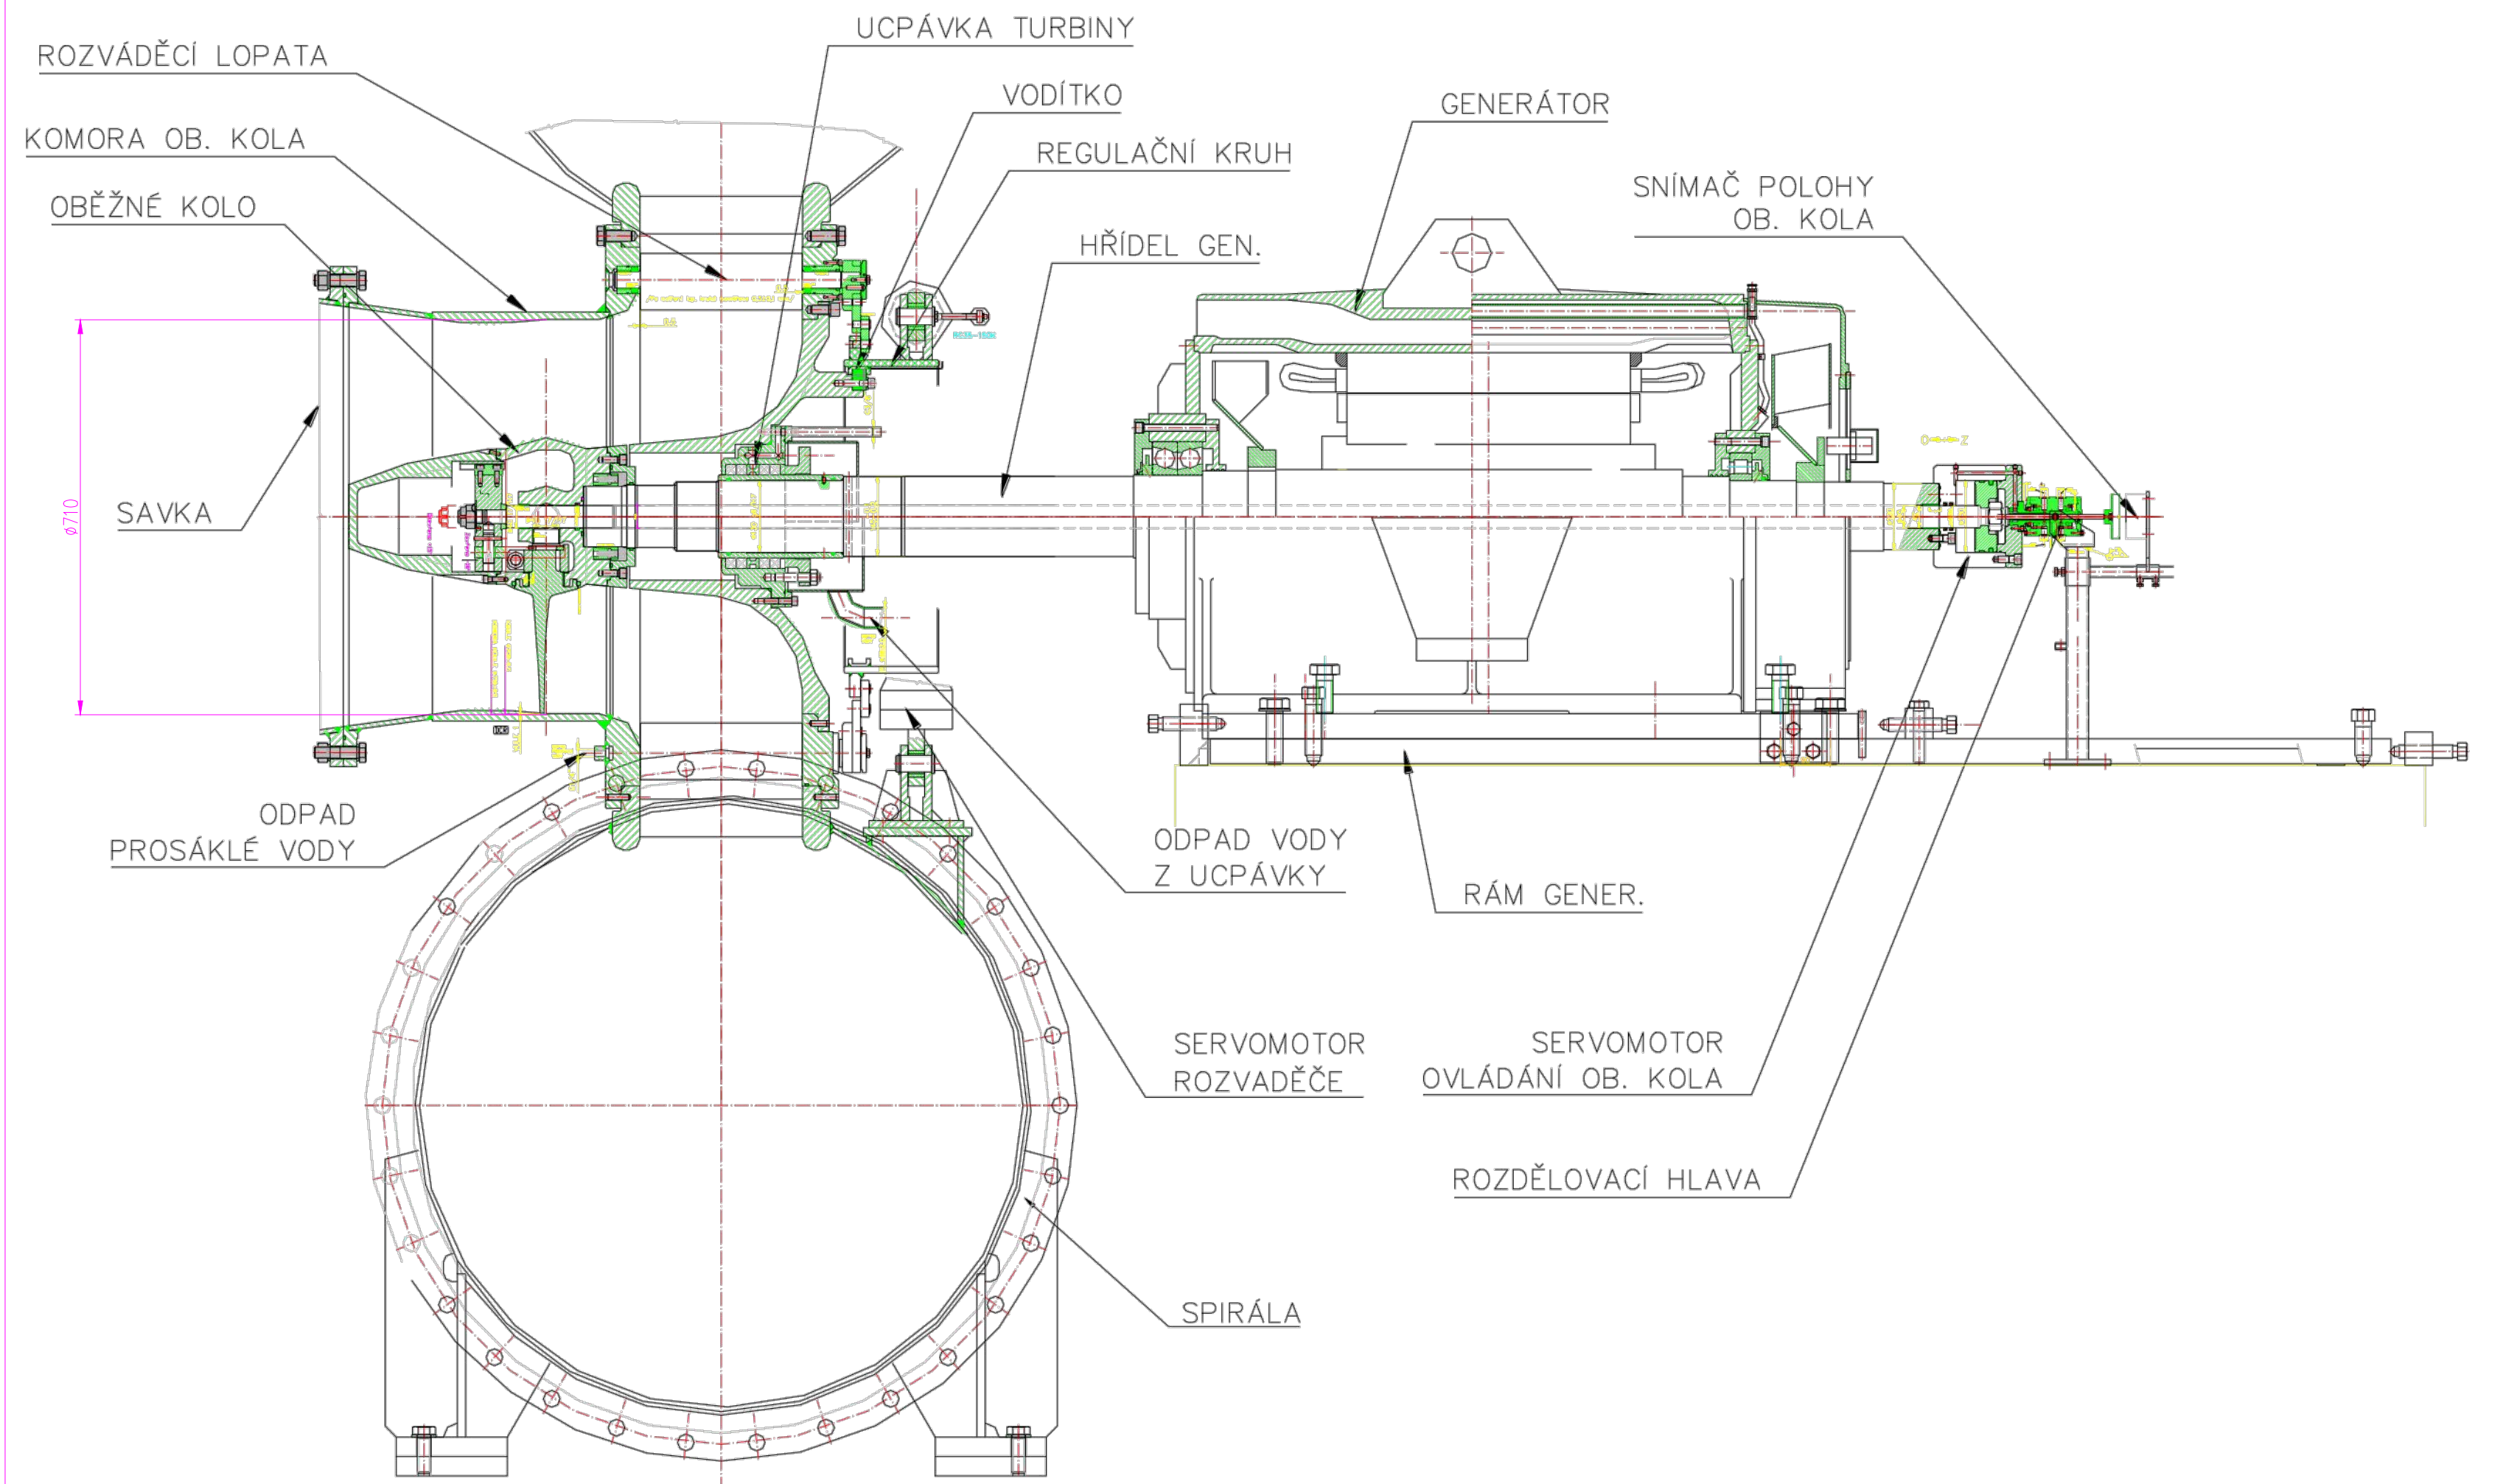 UCPÁVKA TURBINY
ROZVÁDĚCÍ LOPATA
VODÍTKO
GENERÁTOR
KOMORA OB. KOLA
REGULAČNÍ KRUH
SNÍMAČ POLOHY
OB. KOLA
OBĚŽNÉ KOLO
HŘÍDEL GEN.
SAVKA
ø710
ODPAD
PROSÁKLÉ VODY
ODPAD VODY
Z UCPÁVKY
RÁM GENER.
SERVOMOTOR
ROZVADĚČE
SERVOMOTOR
OVLÁDÁNÍ OB. KOLA
ROZDĚLOVACÍ HLAVA
SPIRÁLA